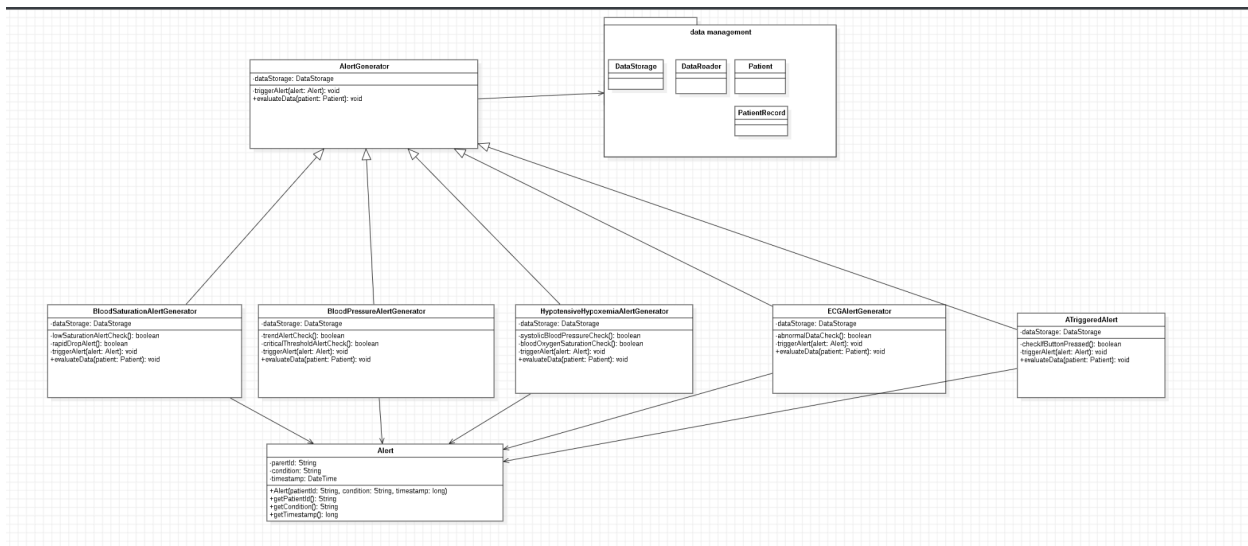 data management
DataStorage
DataReader
Patient
PatientRecord
AlertGenerator
-dataStorage: DataStorage
-triggerAlert(alert: Alert): void
+evaluateData(patient: Patient): void
BloodSaturationAlertGenerator
-dataStorage: DataStorage
-lowSaturationAlertCheck(): boolean
-rapidDropAlert(): boolean
-triggerAlert(alert: Alert): void
+evaluateData(patient: Patient): void
BloodPressureAlertGenerator
-dataStorage: DataStorage
-trendAlertCheck(): boolean
-criticalThresholdAlertCheck(): boolean
-triggerAlert(alert: Alert): void
+evaluateData(patient: Patient): void
HypotensiveHypoxemiaAlertGenerator
-dataStorage: DataStorage
-systolicBloodPressureCheck(): boolean
-bloodOxygenSaturationCheck(): boolean
-triggerAlert(alert: Alert): void
+evaluateData(patient: Patient): void
ECGAlertGenerator
-dataStorage: DataStorage
-abnormalDataCheck(): boolean
-triggerAlert(alert: Alert): void
+evaluateData(patient: Patient): void
ATriggeredAlert
-dataStorage: DataStorage
-checkIfButtonPressed(): boolean
-triggerAlert(alert: Alert): void
+evaluateData(patient: Patient): void
Alert
-parentId: String
-condition: String
-timestamp: DateTime
+Alert(patientId: String, condition: String, timestamp: long)
+getPatientId(): String
+getCondition(): String
+getTimestamp(): long